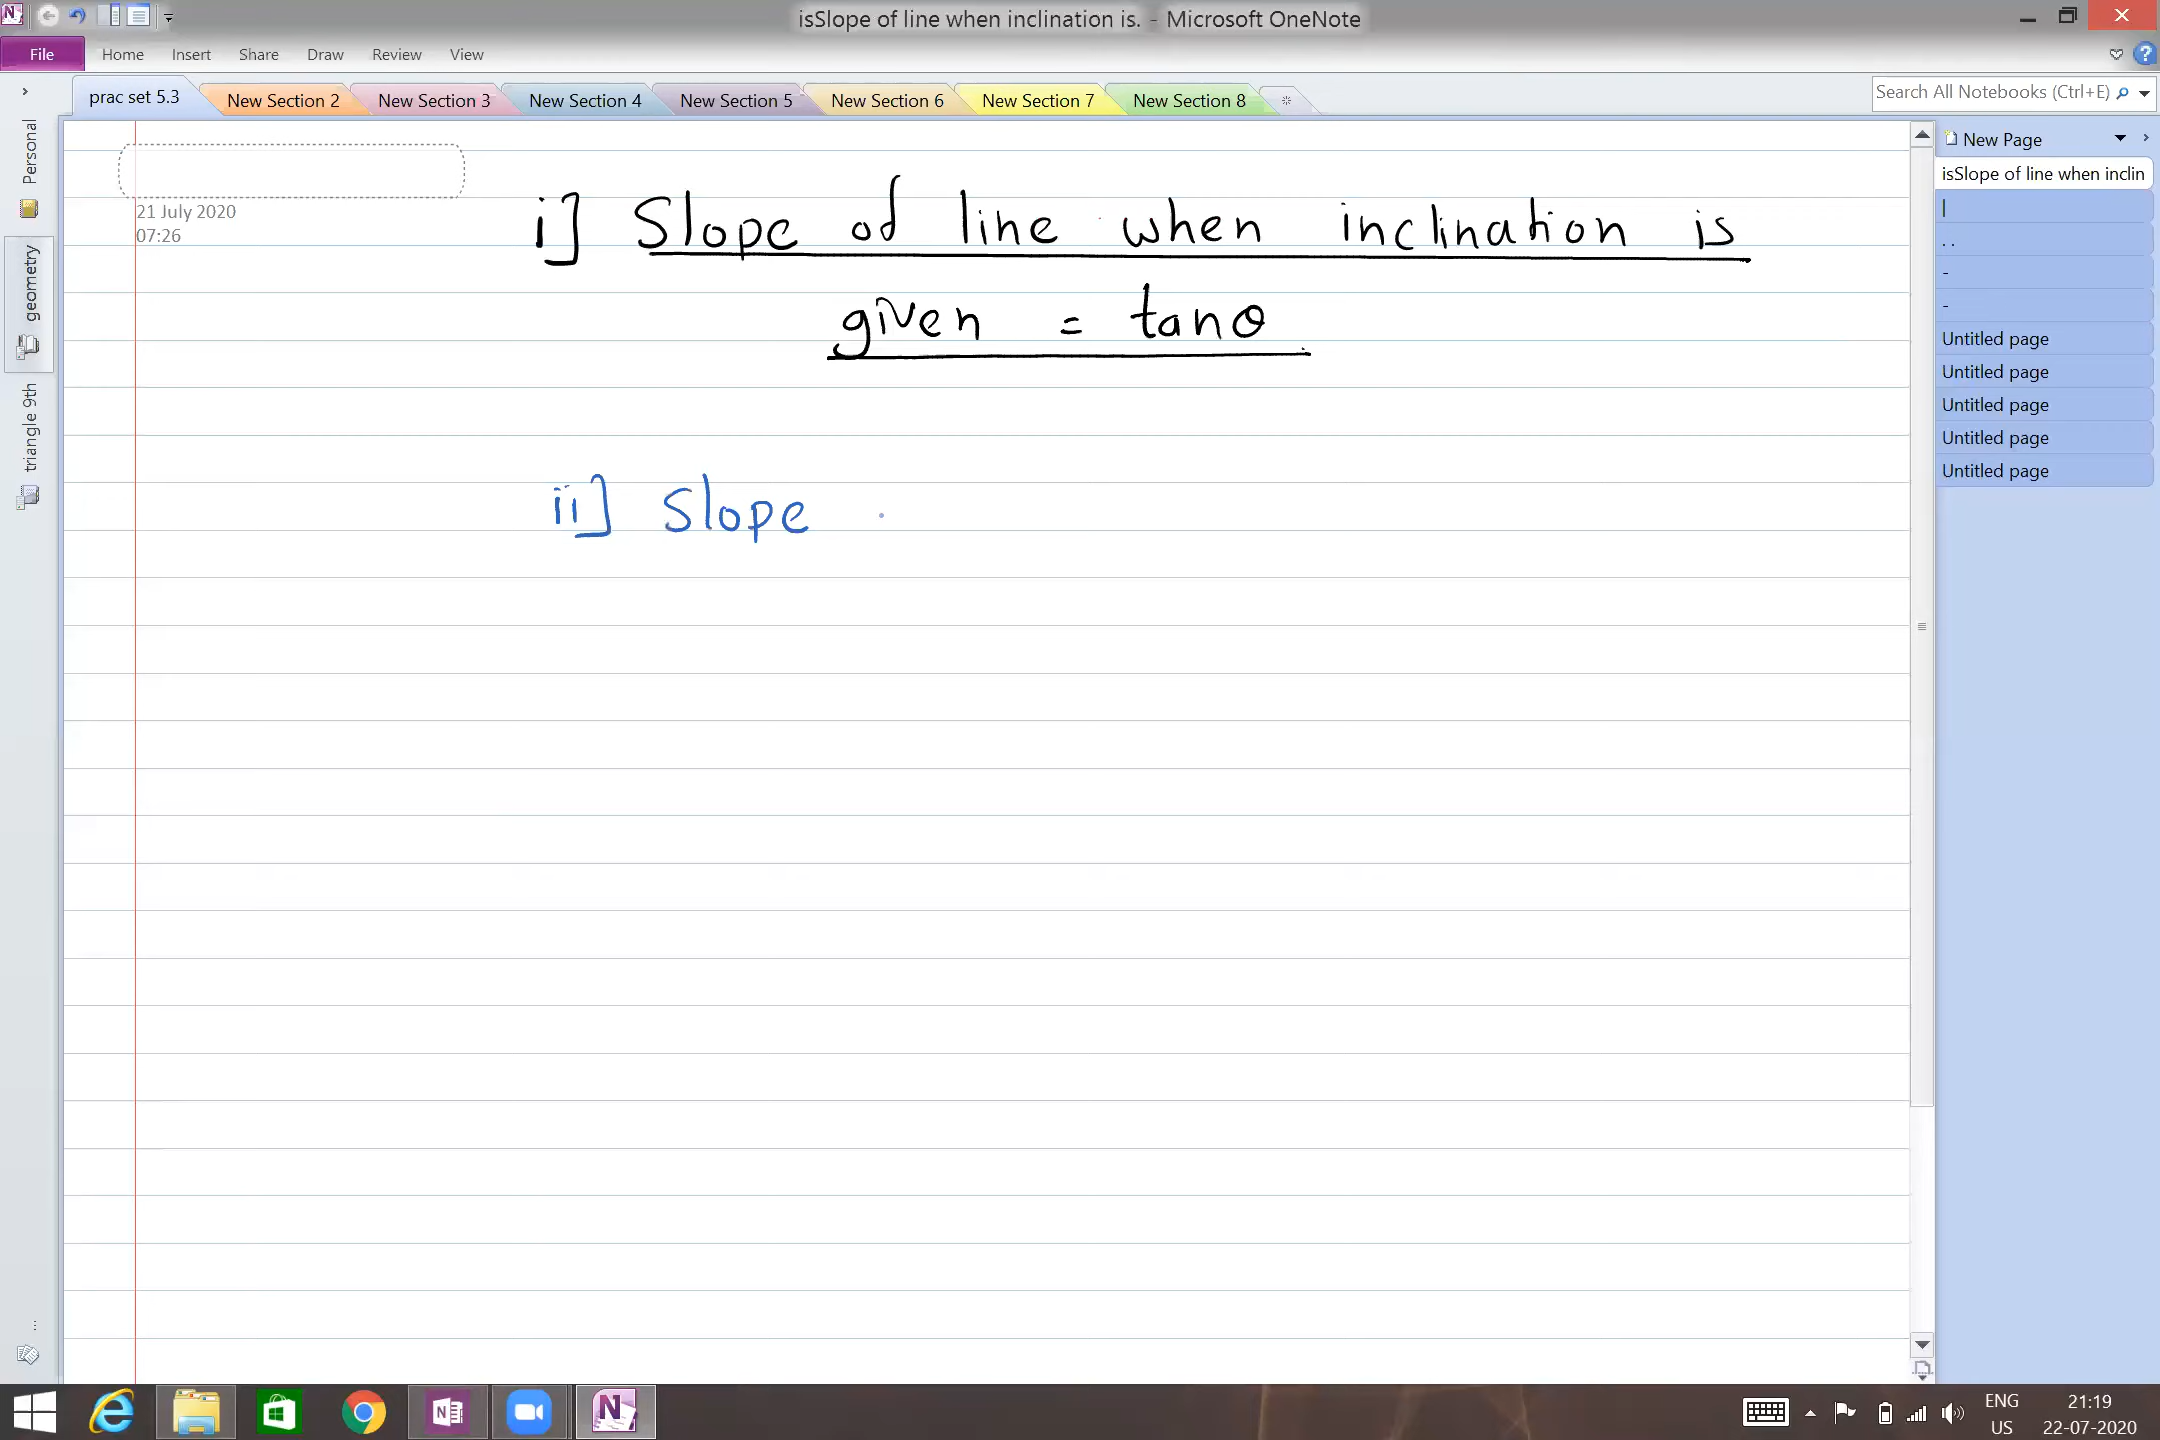 isSlope of line when inclination is. - Microsoft OneNote
File Home Insert Share Draw Review View
prac set 5.3 New Section 2 New Section 3 New Section 4 New Section 5 New Section 6 New Section 7 New Section 8
Search All Notebooks (Ctrl+E)
Personal
geometry
triangle 9th
21 July 2020
07:26
i] Slope of line when inclination is
given = tanθ
ii] Slope
New Page
isSlope of line when inclin
|
. .
-
-
Untitled page
Untitled page
Untitled page
Untitled page
Untitled page
ENG
US
21:19
22-07-2020